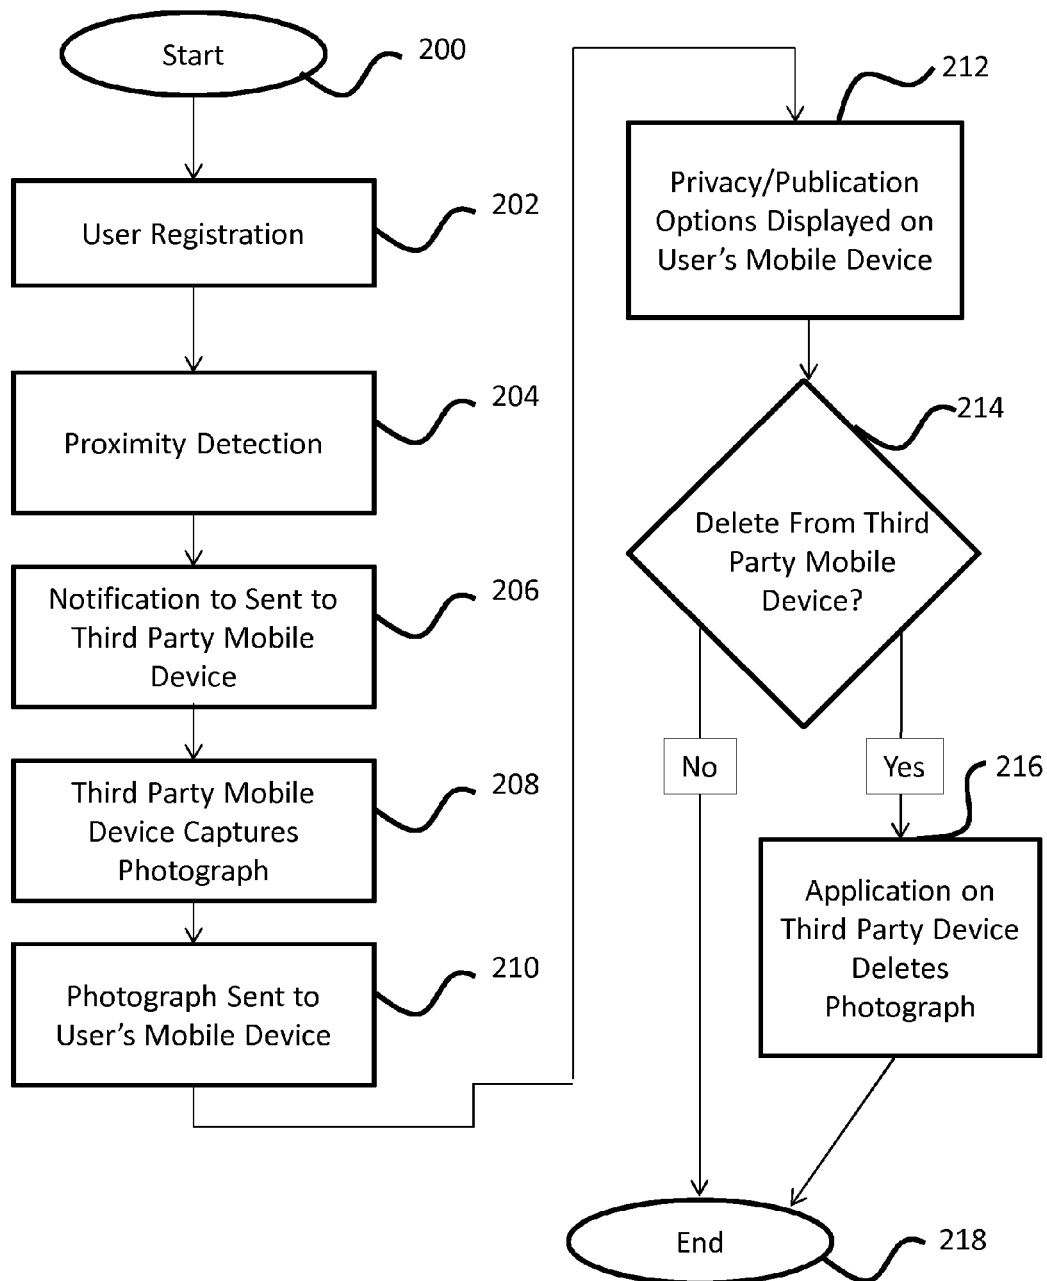 Start
200
User Registration
202
Proximity Detection
204
Notification to Sent to
Third Party Mobile
Device
206
Third Party Mobile
Device Captures
Photograph
208
Photograph Sent to
User's Mobile Device
210
212
Privacy/Publication
Options Displayed on
User's Mobile Device
214
Delete From Third
Party Mobile
Device?
No
Yes
216
Application on
Third Party Device
Deletes
Photograph
End
218